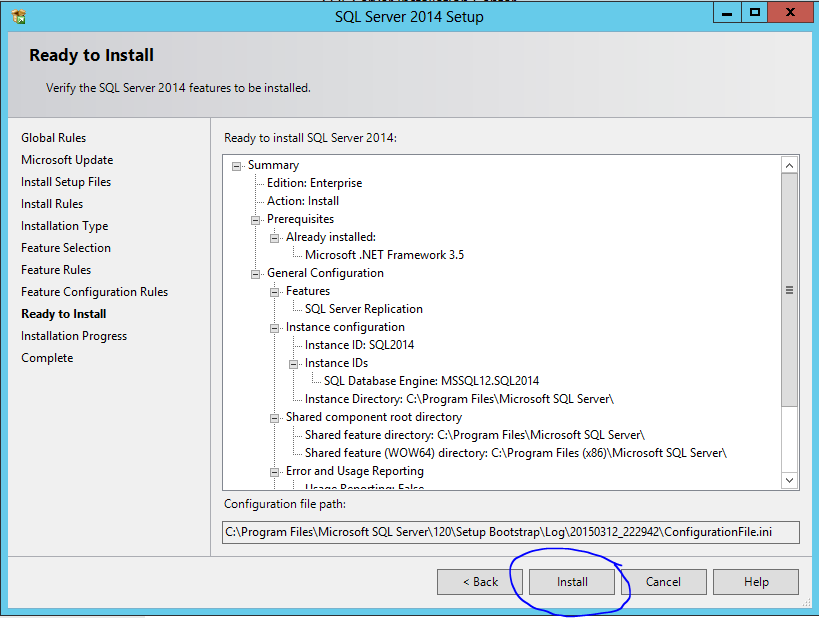 SQL Server 2014 Setup
Ready to Install
Verify the SQL Server 2014 features to be installed.
Global Rules
Microsoft Update
Install Setup Files
Install Rules
Installation Type
Feature Selection
Feature Rules
Feature Configuration Rules
Ready to Install
Installation Progress
Complete
Ready to install SQL Server 2014:
Summary
Edition: Enterprise
Action: Install
Prerequisites
Already installed:
Microsoft .NET Framework 3.5
General Configuration
Features
SQL Server Replication
Instance configuration
Instance ID: SQL2014
Instance IDs
SQL Database Engine: MSSQL12.SQL2014
Instance Directory: C:\Program Files\Microsoft SQL Server\
Shared component root directory
Shared feature directory: C:\Program Files\Microsoft SQL Server\
Shared feature (WOW64) directory: C:\Program Files (x86)\Microsoft SQL Server\
Error and Usage Reporting
Usage Reporting: False
Configuration file path:
C:\Program Files\Microsoft SQL Server\120\Setup Bootstrap\Log\20150312_222942\ConfigurationFile.ini
< Back
Install
Cancel
Help